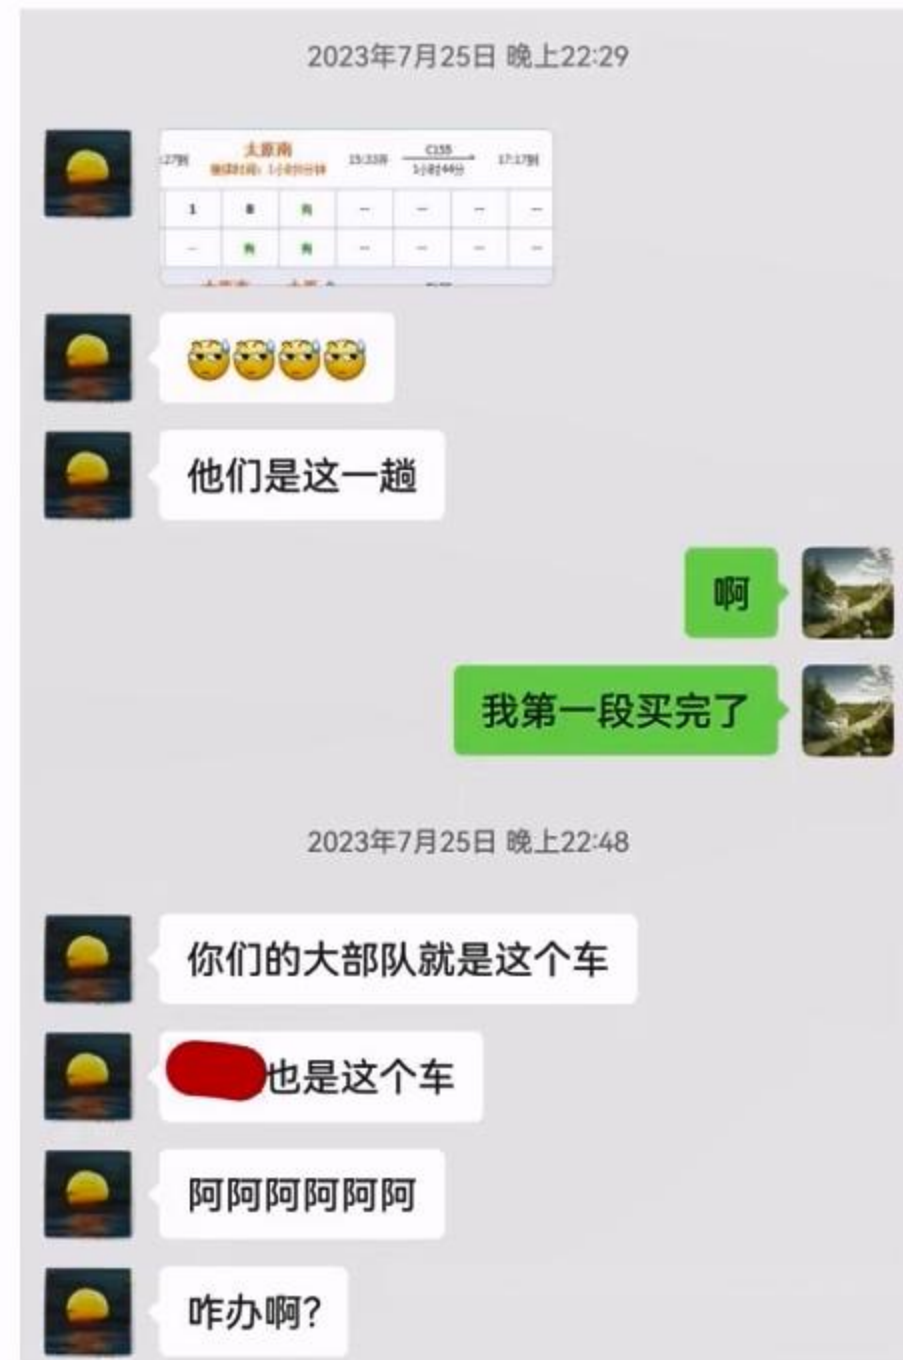 2023年7月25日 晚上22:29
:27到
太原南
15:33开
C155
17:17到
1小时44分
1 8 有 -- -- -- --
-- 有 有 -- -- -- --
他们是这一趟
啊
我第一段买完了
2023年7月25日 晚上22:48
你们的大部队就是这个车
也是这个车
阿阿阿阿阿阿
咋办啊?